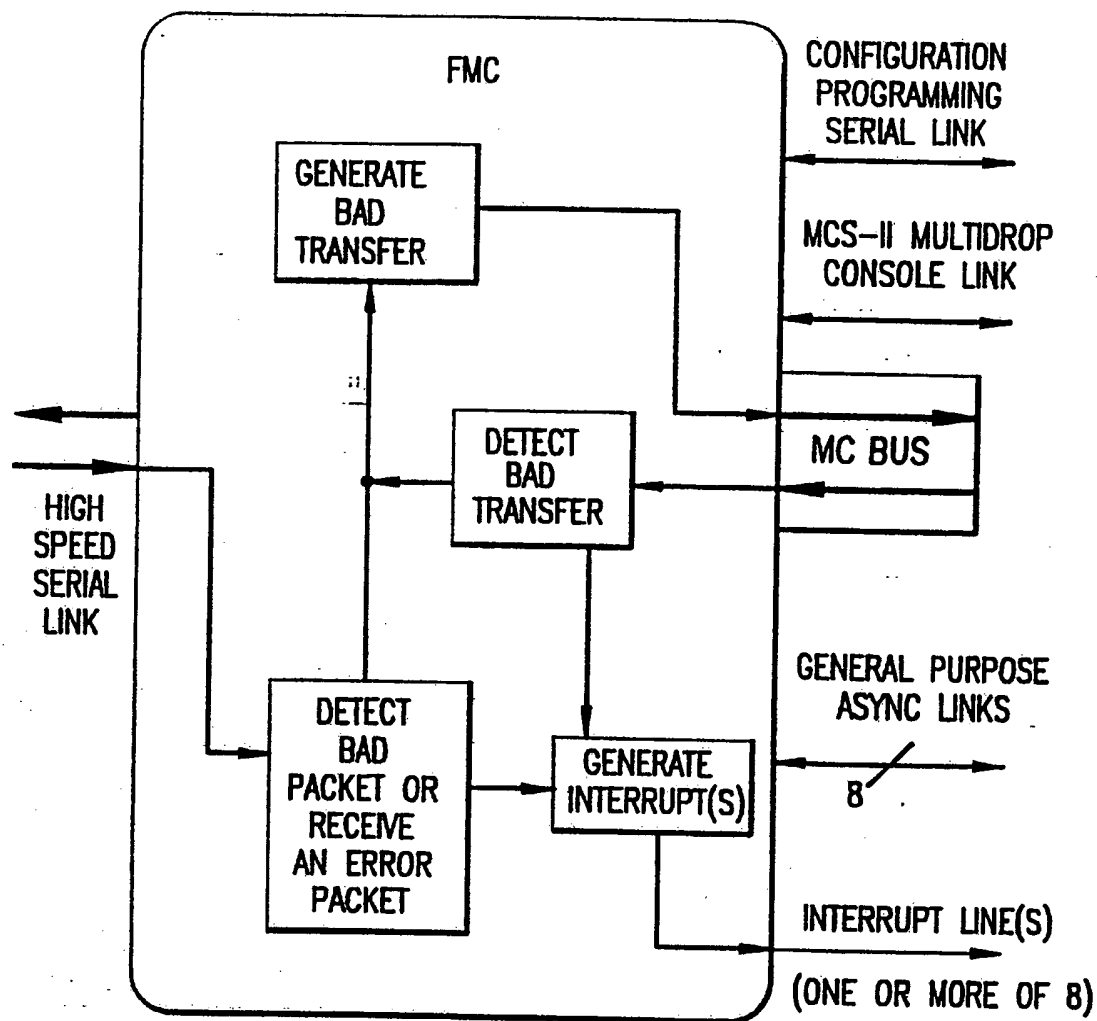 FMC
CONFIGURATION
PROGRAMMING
SERIAL LINK
GENERATE
BAD
TRANSFER
MCS-II MULTIDROP
CONSOLE LINK
DETECT
BAD
TRANSFER
MC BUS
HIGH
SPEED
SERIAL
LINK
GENERAL PURPOSE
ASYNC LINKS
8
DETECT
BAD
PACKET OR
RECEIVE
AN ERROR
PACKET
GENERATE
INTERRUPT(S)
INTERRUPT LINE(S)
(ONE OR MORE OF 8)